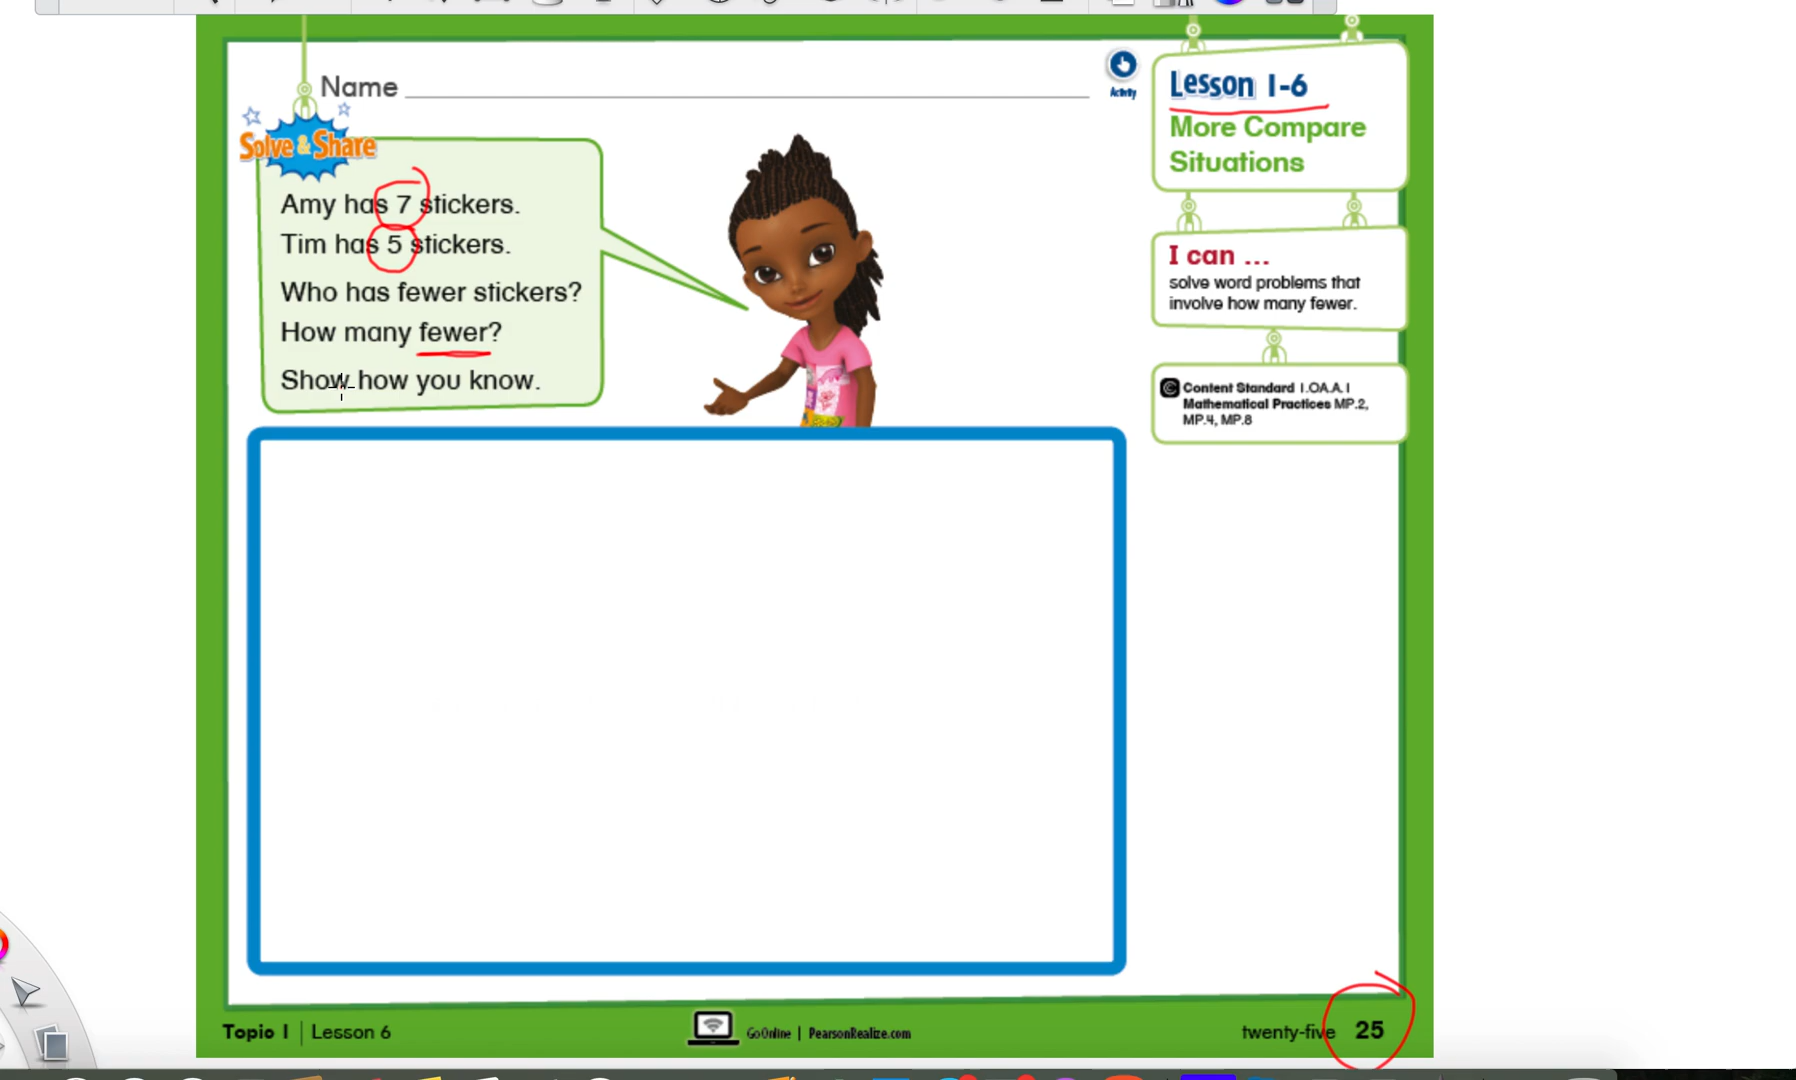 Name
Activity
Lesson 1-6
More Compare
Situations
Solve & Share
Amy has 7 stickers.
Tim has 5 stickers.
Who has fewer stickers?
How many fewer?
Show how you know.
I can ...
solve word problems that
involve how many fewer.
Content Standard 1.OA.A.1
Mathematical Practices MP.2,
MP.4, MP.8
Topic 1 | Lesson 6
Go Online | PearsonRealize.com
twenty-five 25